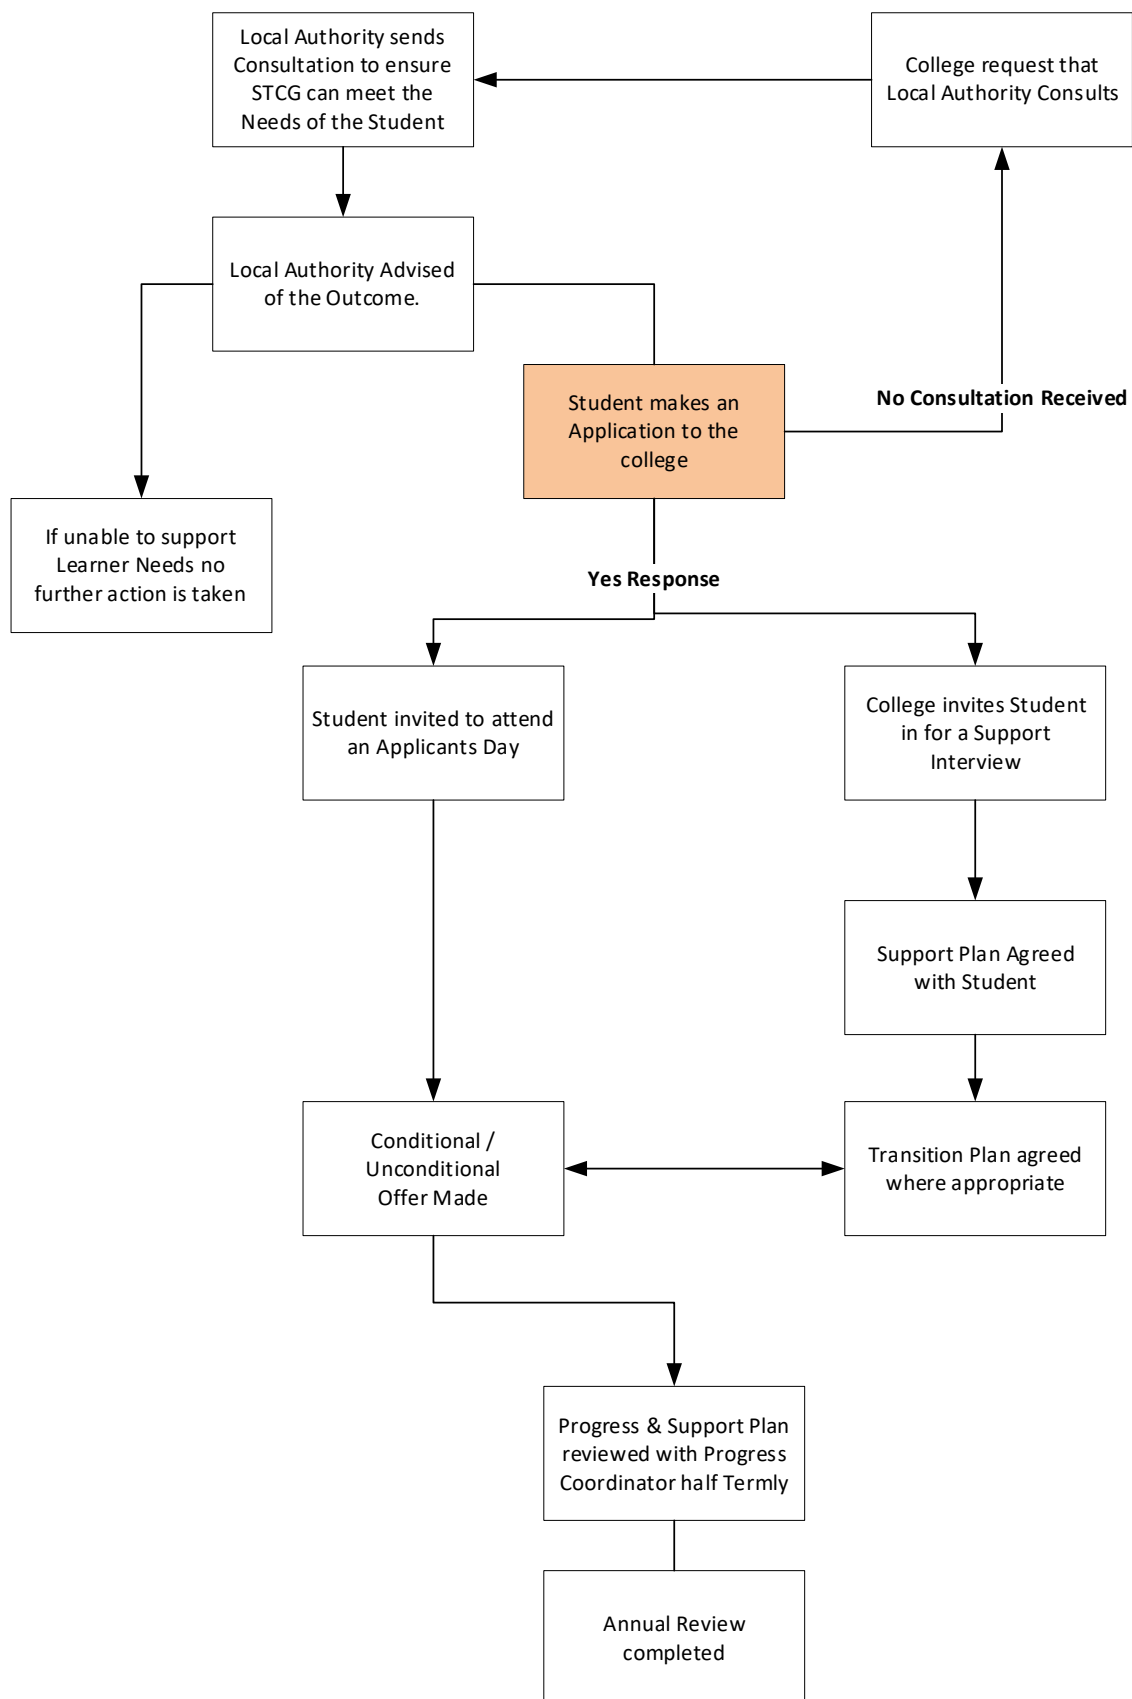 Local Authority sends
Consultation to ensure
STCG can meet the
Needs of the Student
College request that
Local Authority Consults
Local Authority Advised
of the Outcome.
Student makes an
Application to the
college
No Consultation Received
If unable to support
Learner Needs no
further action is taken
Yes Response
Student invited to attend
an Applicants Day
College invites Student
in for a Support
Interview
Support Plan Agreed
with Student
Conditional /
Unconditional
Offer Made
Transition Plan agreed
where appropriate
Progress & Support Plan
reviewed with Progress
Coordinator half Termly
Annual Review
completed